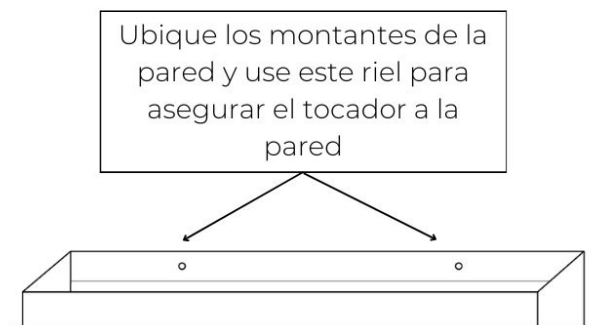 Ubique los montantes de la
pared y use este riel para
asegurar el tocador a la
pared